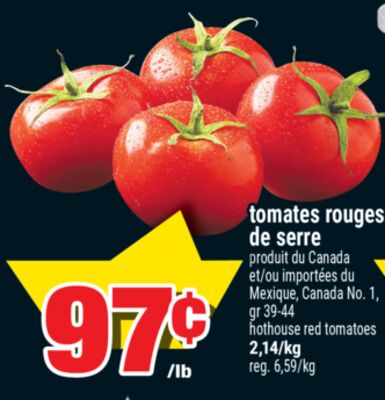 tomates rouges
de serre
produit du Canada
et/ou importées du
Mexique, Canada No. 1,
gr 39-44
hothouse red tomatoes
2,14/kg
reg. 6,59/kg
97¢
/lb